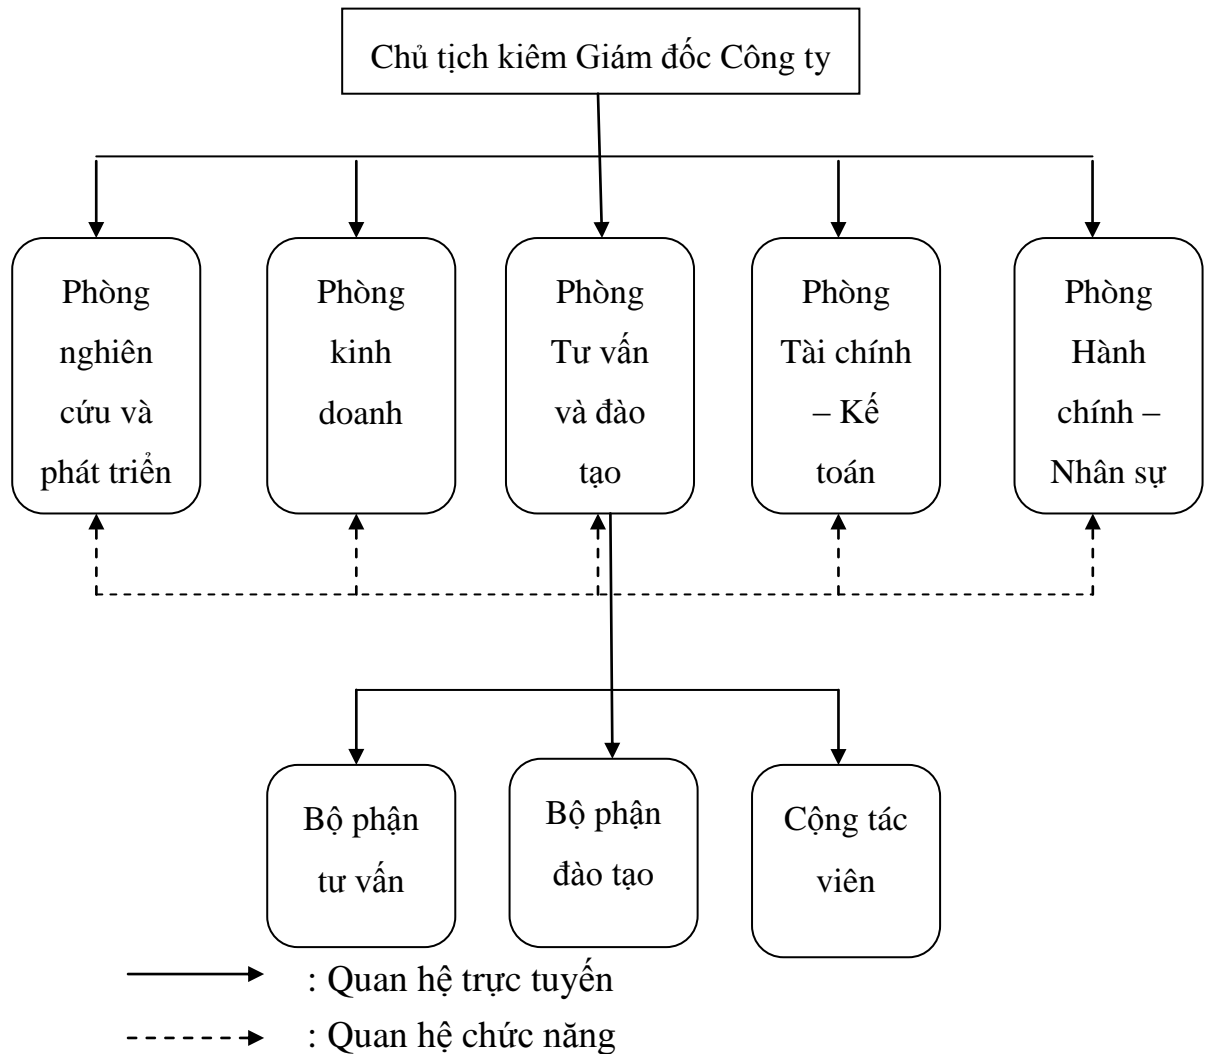 Chủ tịch kiêm Giám đốc Công ty
Phòng
nghiên
cứu và
phát triển
Phòng
kinh
doanh
Phòng
Tư vấn
và đào
tạo
Phòng
Tài chính
– Kế
toán
Phòng
Hành
chính –
Nhân sự
Bộ phận
tư vấn
Bộ phận
đào tạo
Cộng tác
viên
: Quan hệ trực tuyến
: Quan hệ chức năng